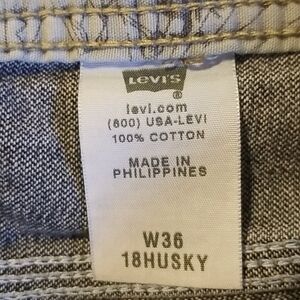 LEVI'S
®
levi.com
(800) USA-LEVI
100% COTTON
MADE IN
PHILIPPINES
W36
18HUSKY